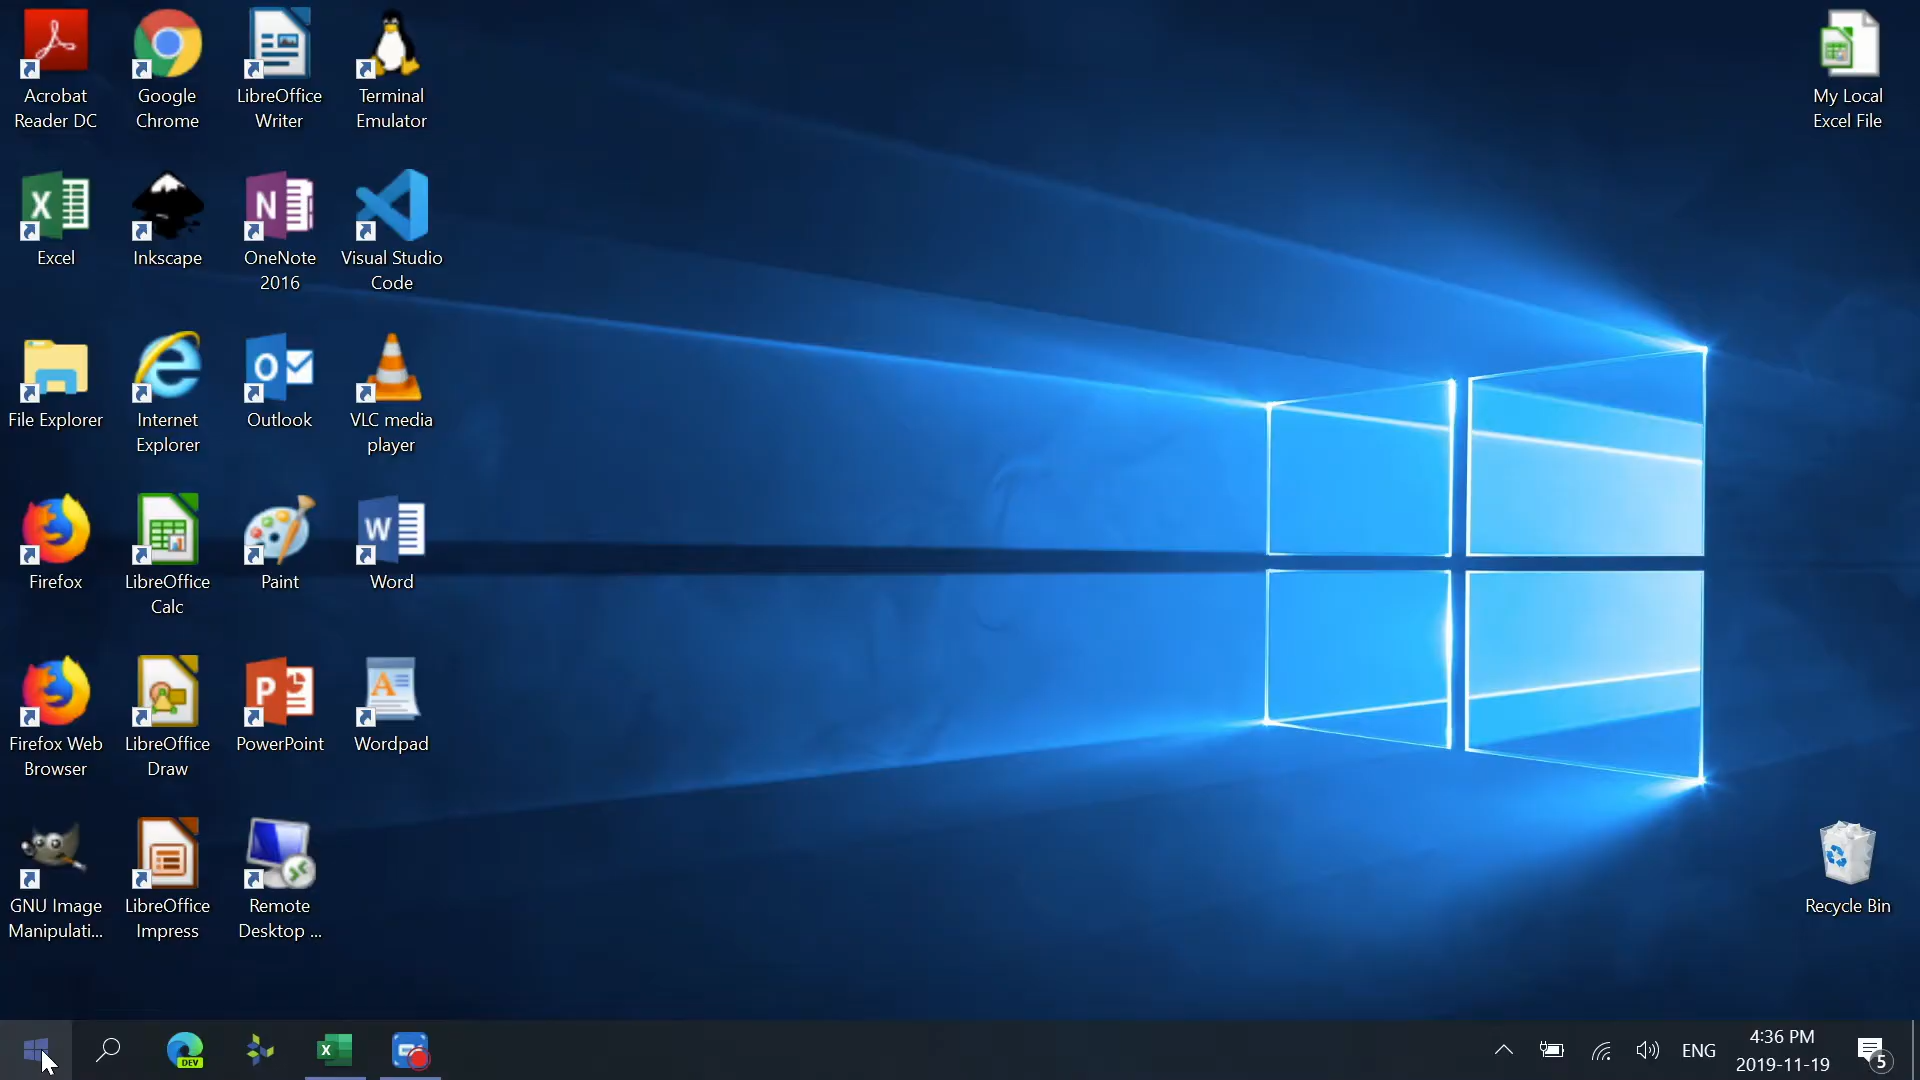 Acrobat
Reader DC
Google
Chrome
LibreOffice
Writer
Terminal
Emulator
My Local
Excel File
X
Excel
Inkscape
N
OneNote
2016
Visual Studio
Code
File Explorer
Internet
Explorer
O
Outlook
VLC media
player
Firefox
LibreOffice
Calc
Paint
W
Word
Firefox Web
Browser
LibreOffice
Draw
P
PowerPoint
A
Wordpad
GNU Image
Manipulati...
LibreOffice
Impress
Remote
Desktop ...
Recycle Bin
DEV
X
ENG
4:36 PM
2019-11-19
5